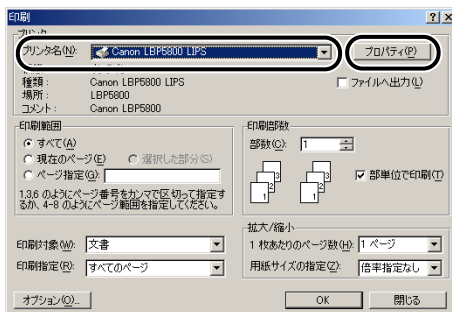 印刷
プリンタ
プリンタ名(N): Canon LBP5800 LIPS プロパティ(P)
種類: Canon LBP5800 LIPS ファイルへ出力(L)
場所: LBP5800
コメント: Canon LBP5800
印刷範囲
すべて(A)
現在のページ(E) 選択した部分(S)
ページ指定(G):
1,3,6 のようにページ番号をカンマで区切って指定す
るか、4-8 のようにページ範囲を指定してください。
印刷部数
部数(C): 1
部単位で印刷(T)
1 2 3 1 2 3
印刷対象(W): 文書
印刷指定(R): すべてのページ
拡大/縮小
1 枚あたりのページ数(H): 1 ページ
用紙サイズの指定(Z): 倍率指定なし
オプション(O)... OK 閉じる